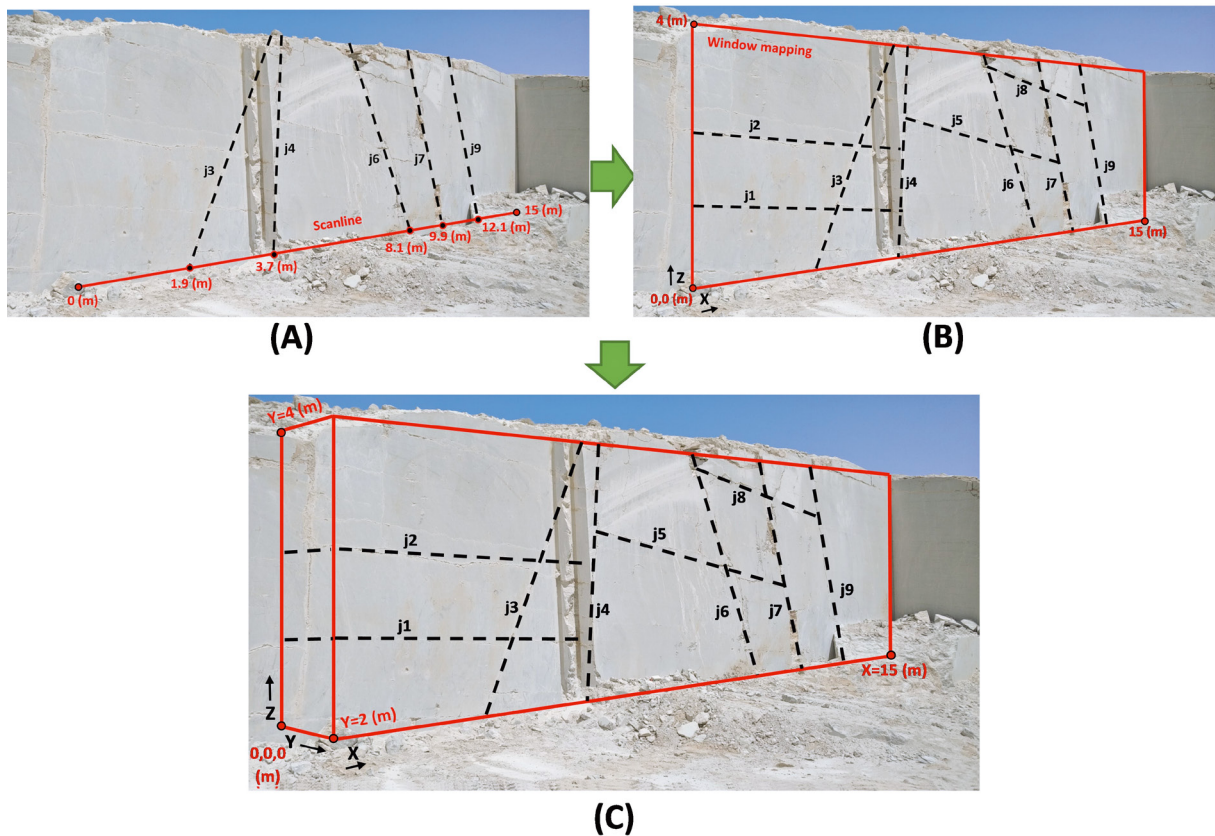 j3
j4
j6
j7
j9
Scanline
0 (m)
1.9 (m)
3.7 (m)
8.1 (m)
9.9 (m)
12.1 (m)
15 (m)
(A)
4 (m)
Window mapping
j8
j2
j5
j3
j4
j6
j7
j9
j1
Z
0,0 (m)
X
15 (m)
(B)
Y=4 (m)
j8
j2
j5
j3
j4
j6
j7
j9
j1
Z
Y=2 (m)
Y
X
0,0,0
(m)
X=15 (m)
(C)